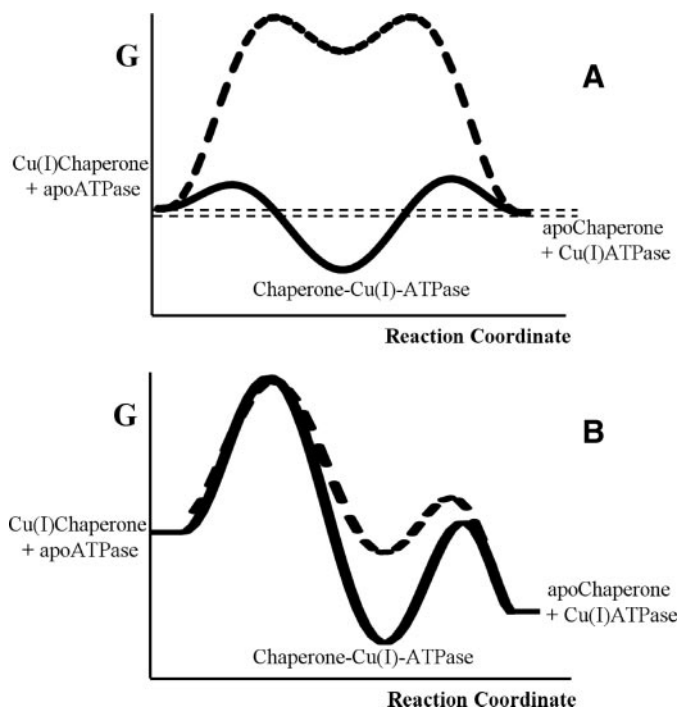 G
A
Cu(I)Chaperone
+ apoATPase
apoChaperone
+ Cu(I)ATPase
Chaperone-Cu(I)-ATPase
Reaction Coordinate
G
B
Cu(I)Chaperone
+ apoATPase
apoChaperone
+ Cu(I)ATPase
Chaperone-Cu(I)-ATPase
Reaction Coordinate